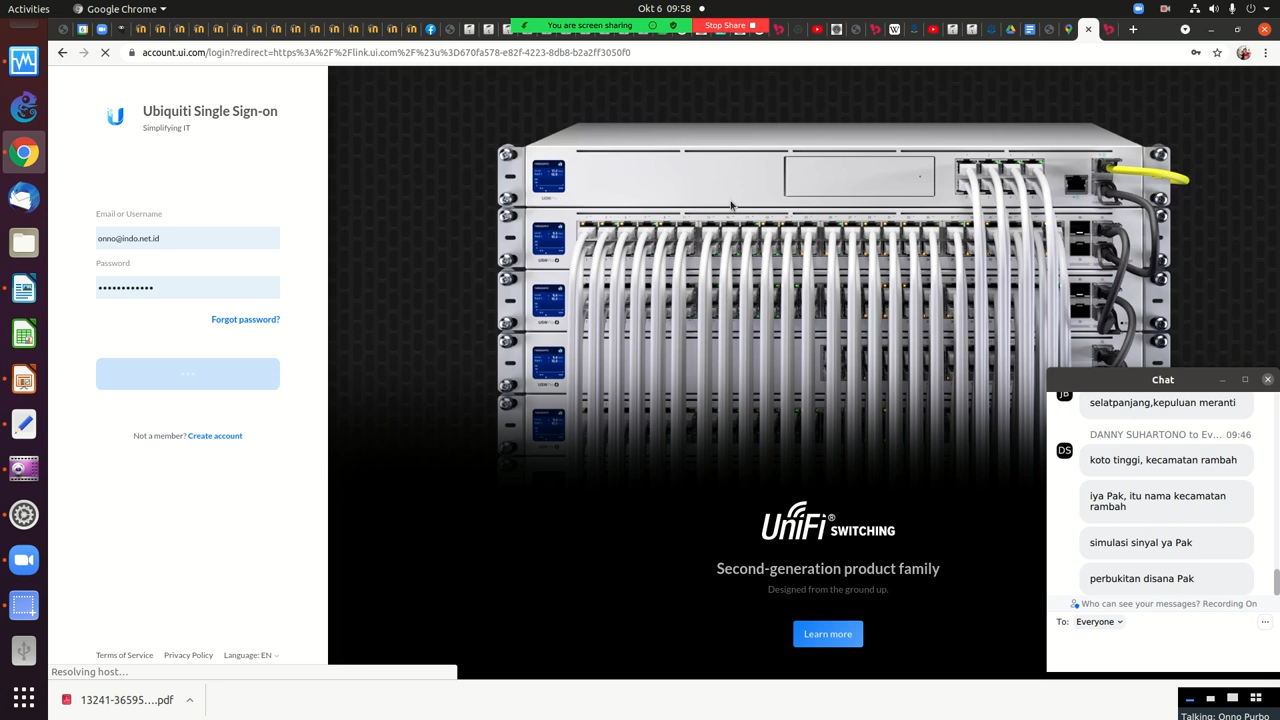 Activities
Google Chrome
Okt 6 09:58
You are screen sharing
Stop Share
account.ui.com/login?redirect=https%3A%2F%2Flink.ui.com%2F%23u%3D670fa578-e82f-4223-8db8-b2a2ff3050f0
Ubiquiti Single Sign-on
Simplifying IT
Email or Username
onno@indo.net.id
Password
••••••••••••
Forgot password?
Not a member? Create account
Terms of Service
Privacy Policy
Language: EN
Resolving host...
UniFi® SWITCHING
Second-generation product family
Designed from the ground up.
Learn more
Chat
JB
selatpanjang,kepuluan meranti
DANNY SUHARTONO to Ev... 09:46
DS
koto tinggi, kecamatan rambah
iya Pak, itu nama kecamatan
rambah
simulasi sinyal ya Pak
perbukitan disana Pak
Who can see your messages? Recording On
To: Everyone
13241-36595....pdf
Talking: Onno Purbo